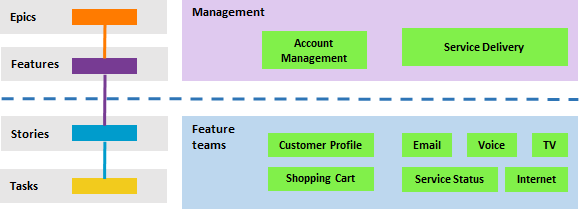 Epics
Features
Stories
Tasks
Management
Account
Management
Service Delivery
Feature
teams
Customer Profile
Email
Voice
TV
Shopping Cart
Service Status
Internet